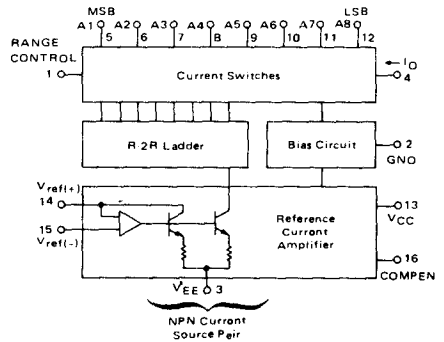 MSB LSB
A1 A2 A3 A4 A5 A6 A7 A8
5 6 7 8 9 10 11 12
RANGE
CONTROL
1
Current Switches
IO
4
R-2R Ladder
Bias Circuit
2
GND
Vref(+)
14
15
Vref(-)
Reference
Current
Amplifier
13
VCC
16
COMPEN
VEE 3
NPN Current
Source Pair